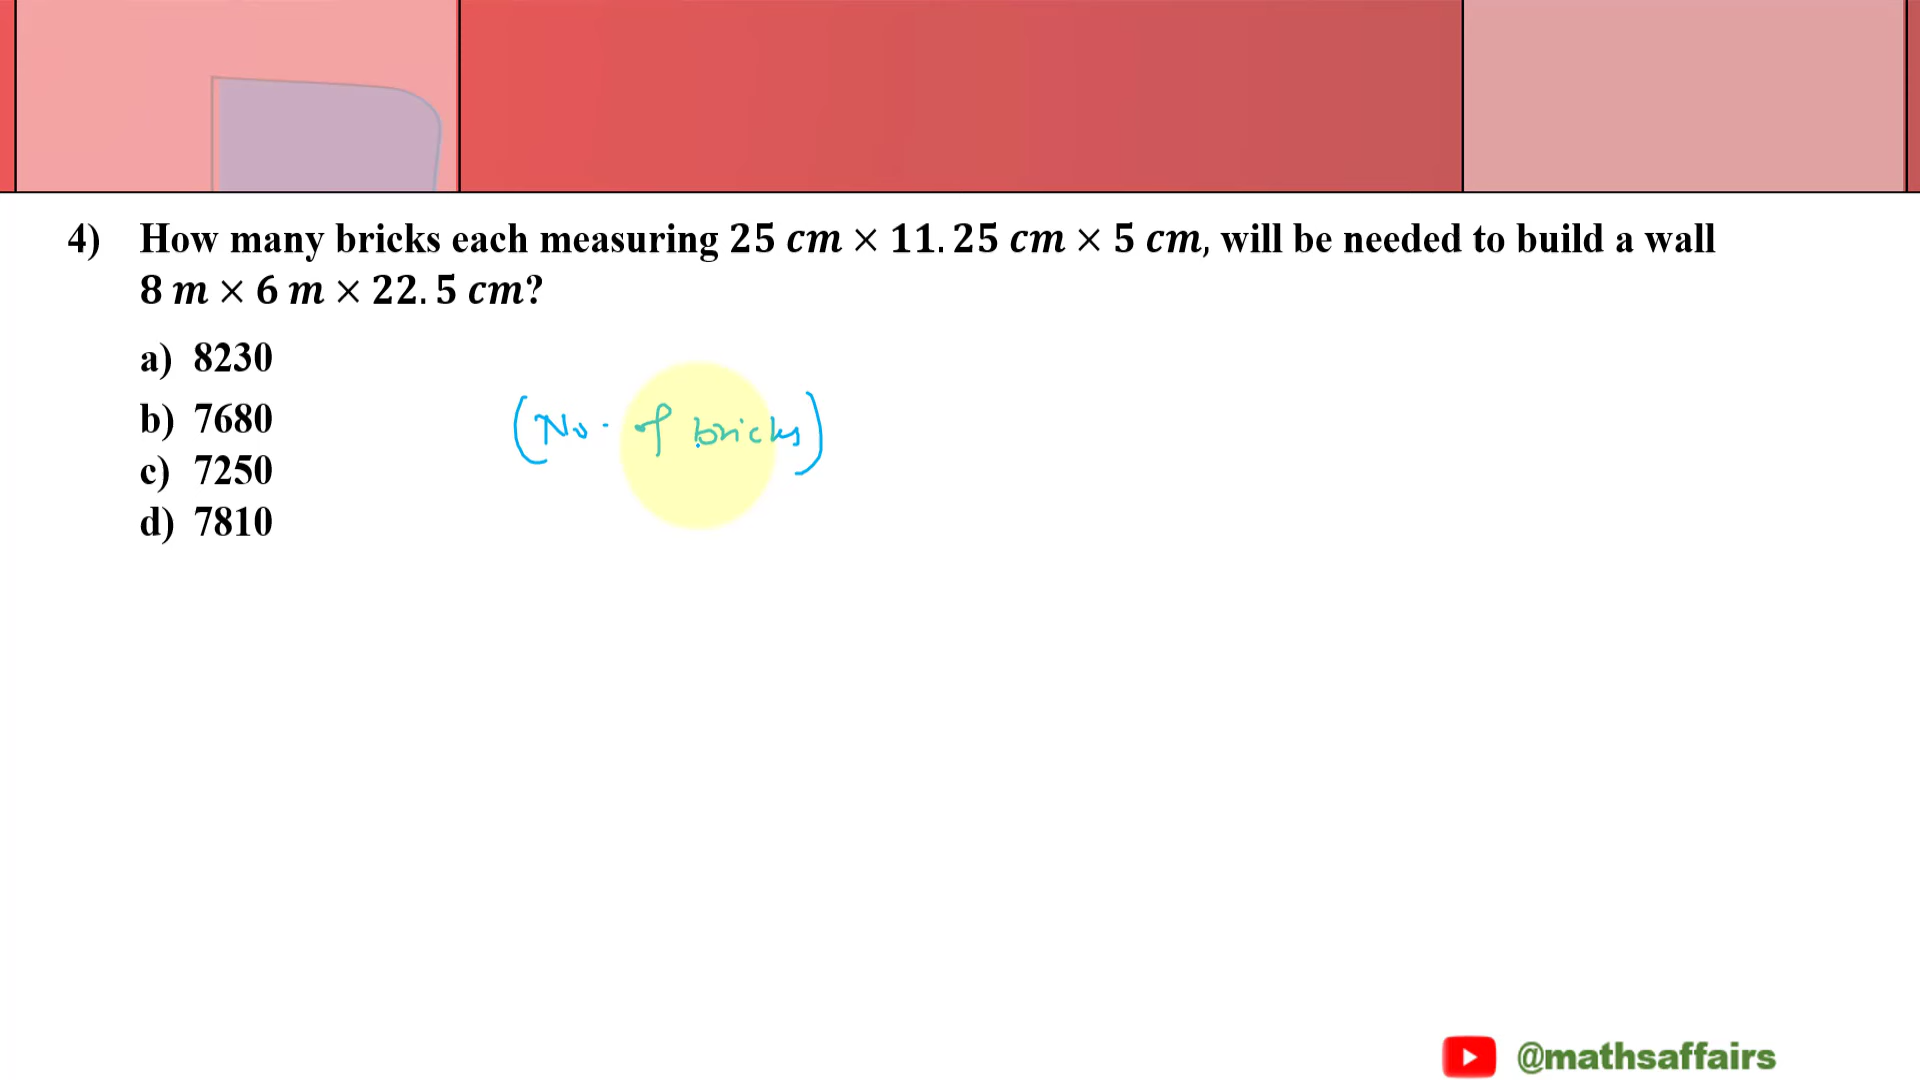 4) How many bricks each measuring 25 cm × 11.25 cm × 5 cm, will be needed to build a wall
8 m × 6 m × 22.5 cm?
a) 8230
b) 7680
(No. of bricks)
c) 7250
d) 7810
@mathsaffairs